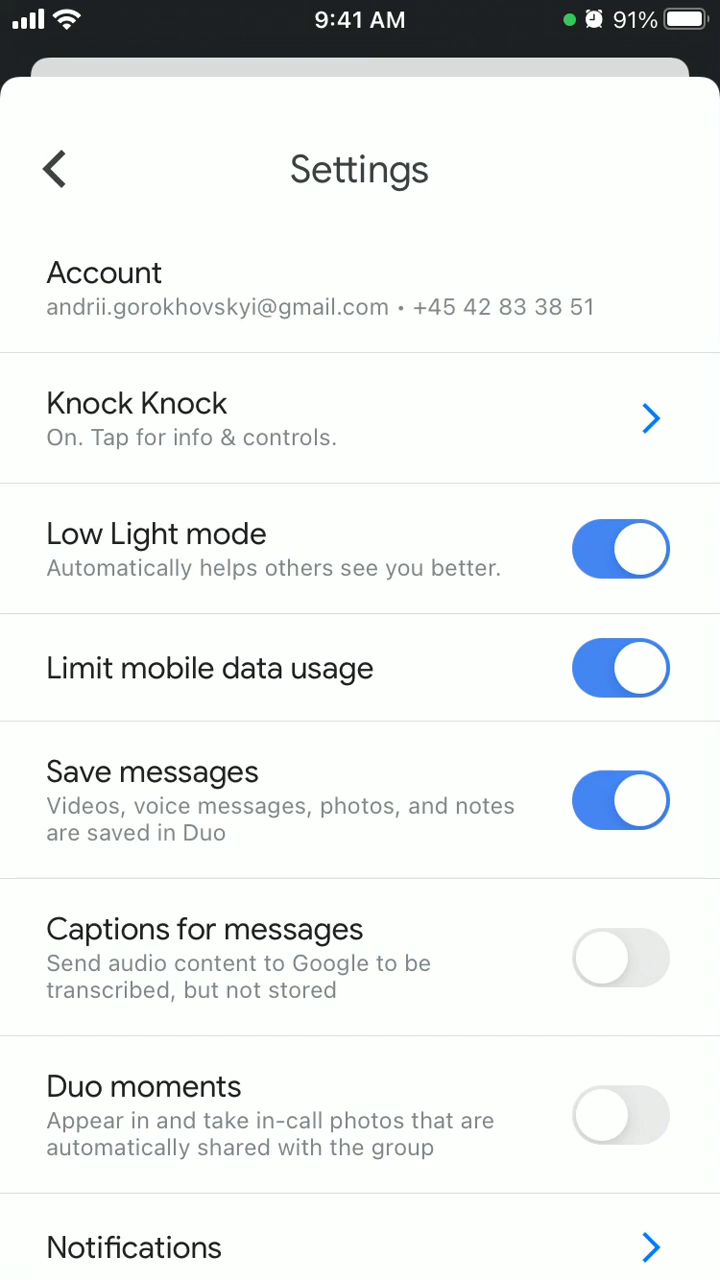 9:41 AM
91%
Settings
Account
andrii.gorokhovskyi@gmail.com • +45 42 83 38 51
Knock Knock
On. Tap for info & controls.
Low Light mode
Automatically helps others see you better.
Limit mobile data usage
Save messages
Videos, voice messages, photos, and notes
are saved in Duo
Captions for messages
Send audio content to Google to be
transcribed, but not stored
Duo moments
Appear in and take in-call photos that are
automatically shared with the group
Notifications